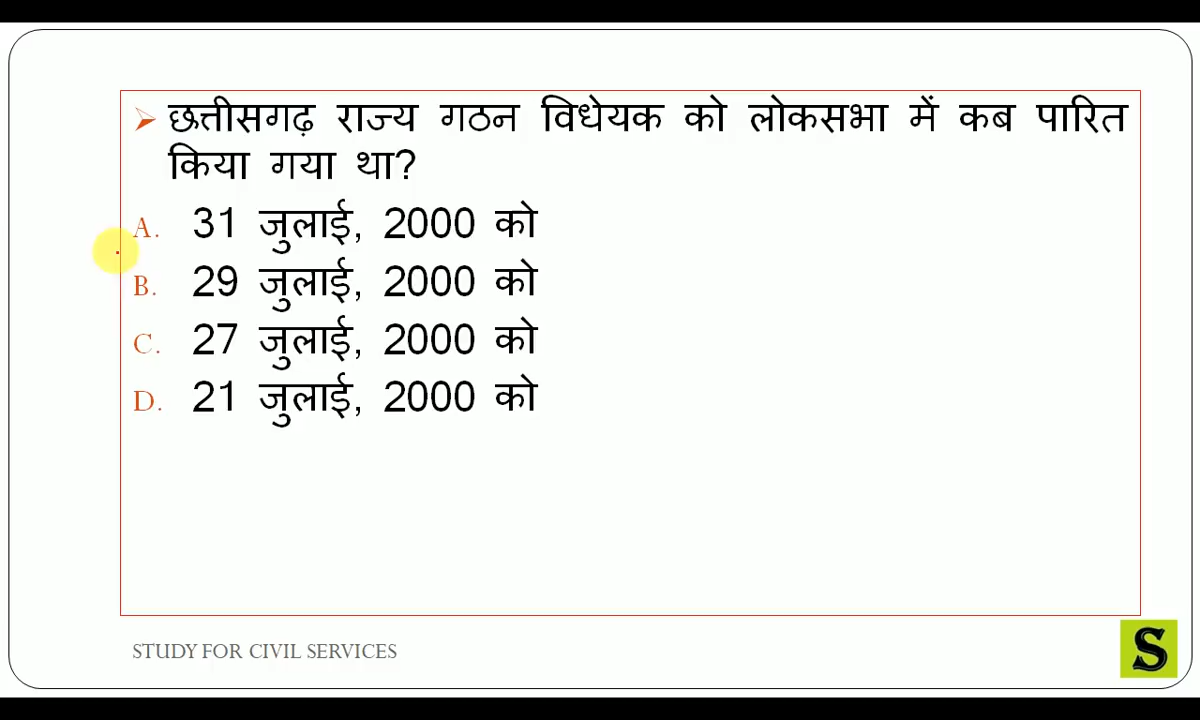 छत्तीसगढ़ राज्य गठन विधेयक को लोकसभा में कब पारित
किया गया था?
A. 31 जुलाई, 2000 को
B. 29 जुलाई, 2000 को
C. 27 जुलाई, 2000 को
D. 21 जुलाई, 2000 को
STUDY FOR CIVIL SERVICES
S